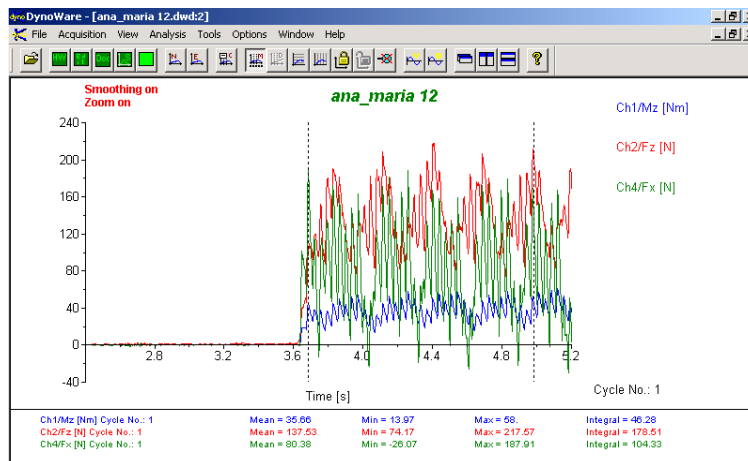 DynoWare - [ana_maria 12.dwd:2]
File Acquisition View Analysis Tools Options Window Help
Smoothing on
Zoom on
ana_maria 12
Ch1/Mz [Nm]
Ch2/Fz [N]
Ch4/Fx [N]
240
200
160
120
80
40
0
-40
2.8 3.2 3.6 4.0 4.4 4.8 5.2
Time [s]
Cycle No.: 1
Ch1/Mz [Nm] Cycle No.: 1 Mean = 35.66 Min = 13.97 Max = 58. Integral = 46.28
Ch2/Fz [N] Cycle No.: 1 Mean = 137.53 Min = 74.17 Max = 217.57 Integral = 178.51
Ch4/Fx [N] Cycle No.: 1 Mean = 80.38 Min = -26.07 Max = 187.91 Integral = 104.33